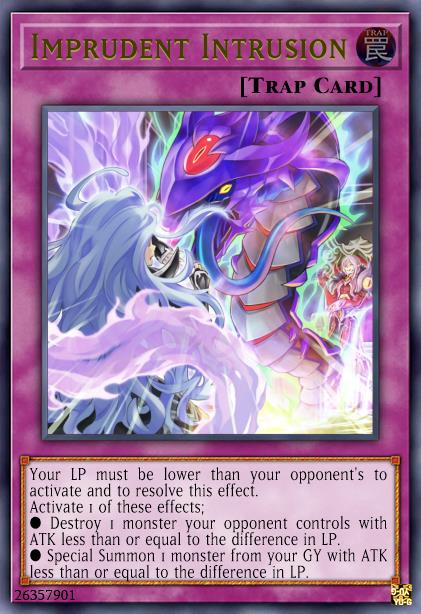 Imprudent Intrusion
TRAP
罠
[Trap Card]
Your LP must be lower than your opponent's to
activate and to resolve this effect.
Activate 1 of these effects;
● Destroy 1 monster your opponent controls with
ATK less than or equal to the difference in LP.
● Special Summon 1 monster from your GY with ATK
less than or equal to the difference in LP.
26357901